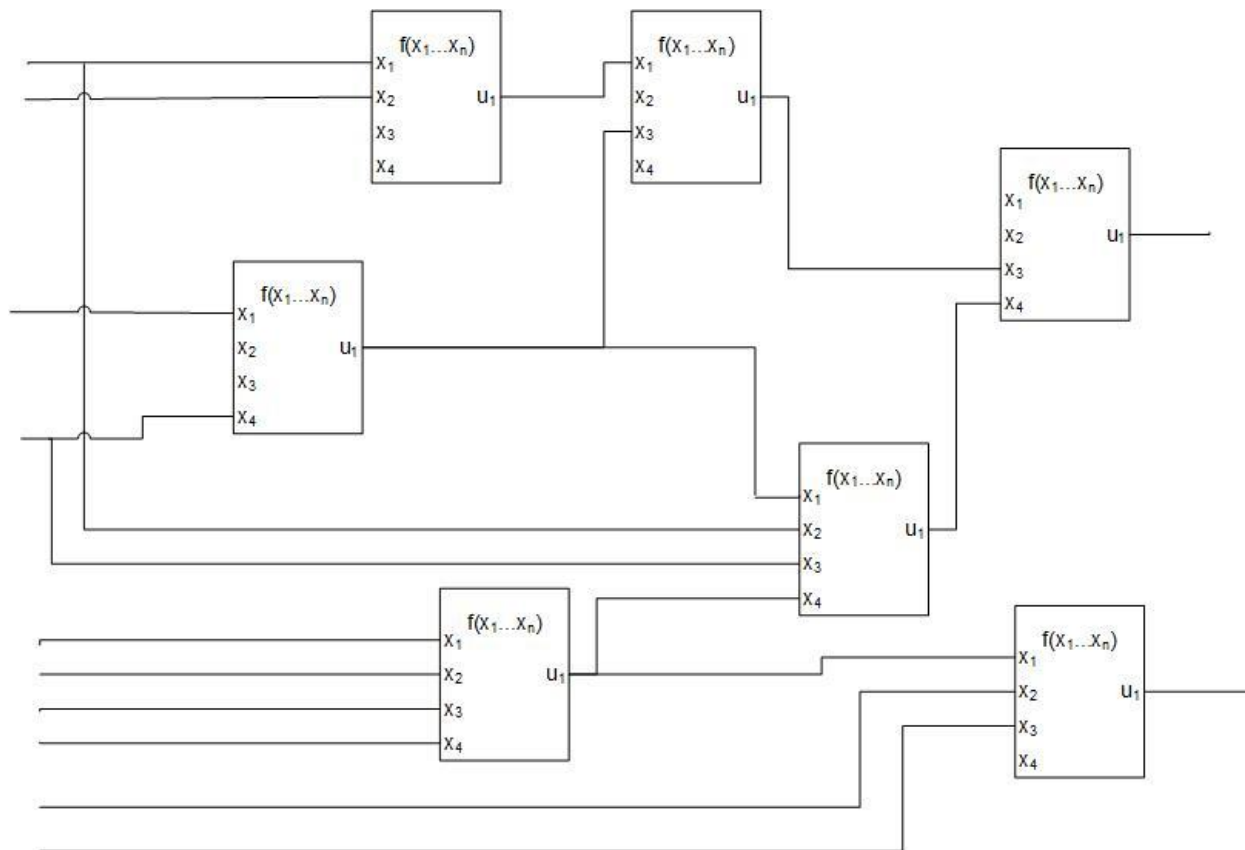 f(x₁...xₙ)
x₁
x₂
u₁
x₃
x₄
f(x₁...xₙ)
x₁
x₂
u₁
x₃
x₄
f(x₁...xₙ)
x₁
x₂
u₁
x₃
x₄
f(x₁...xₙ)
x₁
x₂
u₁
x₃
x₄
f(x₁...xₙ)
x₁
x₂
u₁
x₃
x₄
f(x₁...xₙ)
x₁
x₂
u₁
x₃
x₄
f(x₁...xₙ)
x₁
x₂
u₁
x₃
x₄